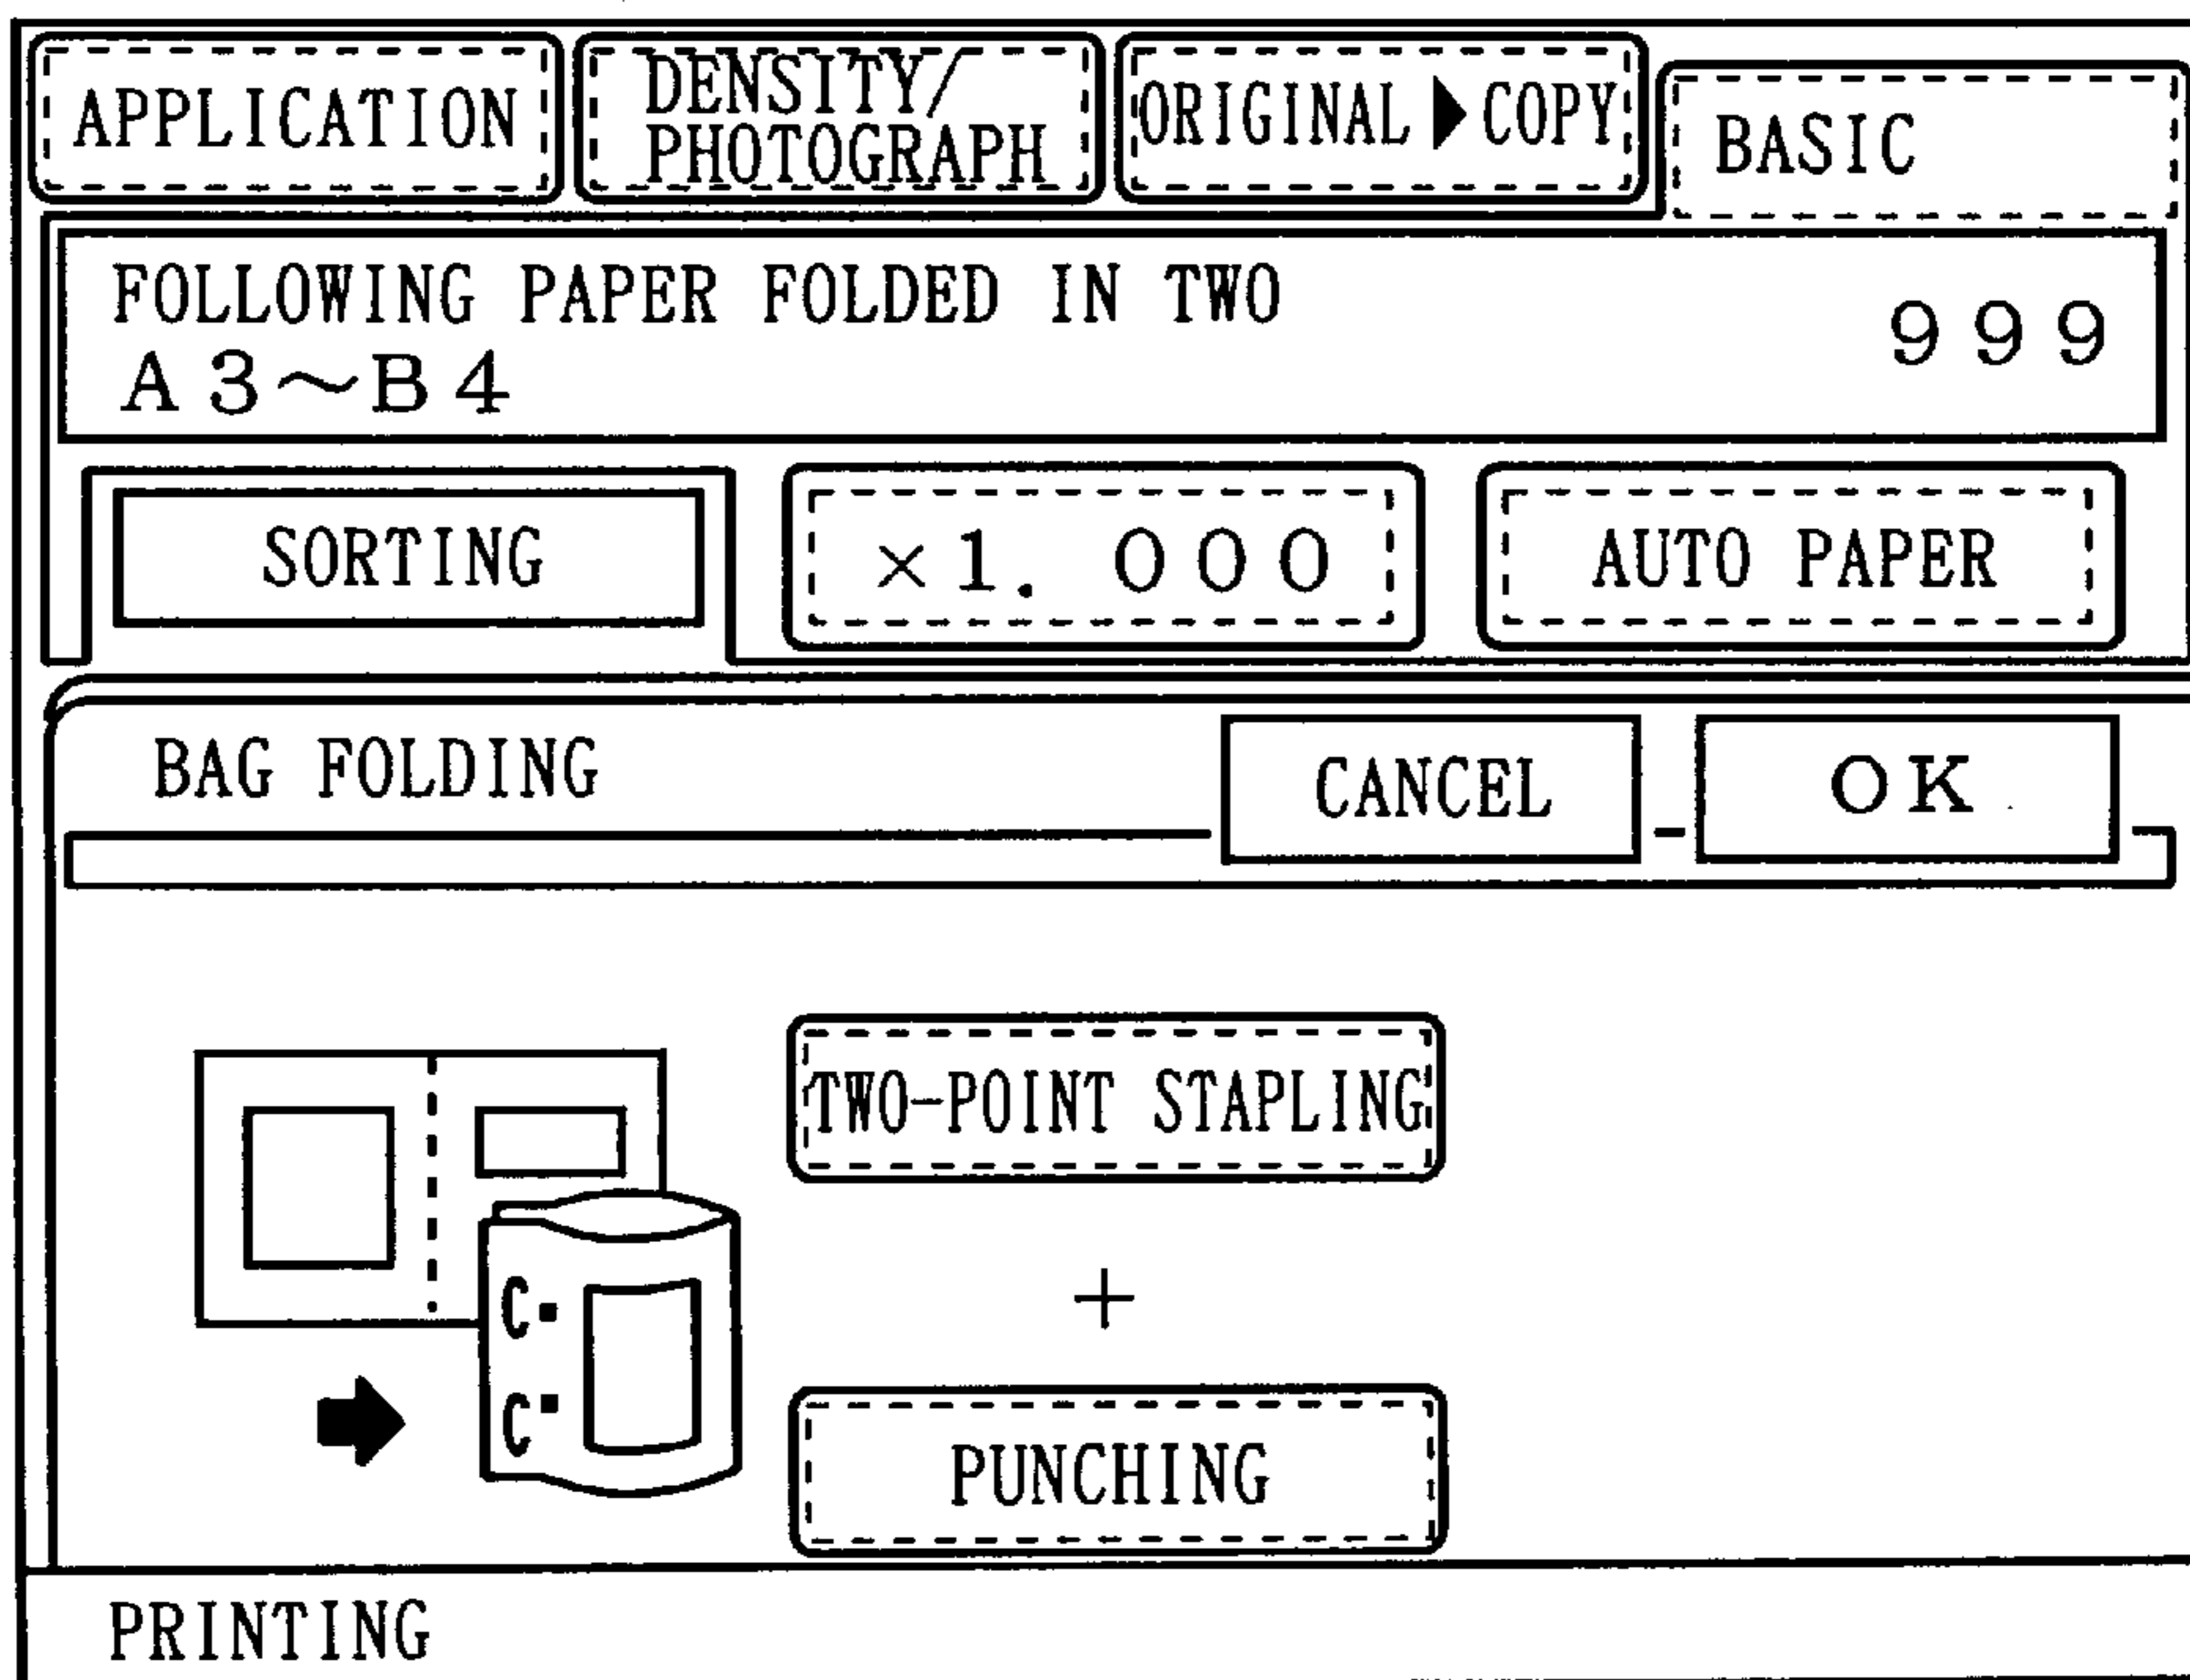 APPLICATION
DENSITY/
PHOTOGRAPH
ORIGINAL▶COPY
BASIC
FOLLOWING PAPER FOLDED IN TWO
A3~B4
999
SORTING
×1.000
AUTO PAPER
BAG FOLDING
CANCEL
OK
TWO-POINT STAPLING
+
PUNCHING
PRINTING